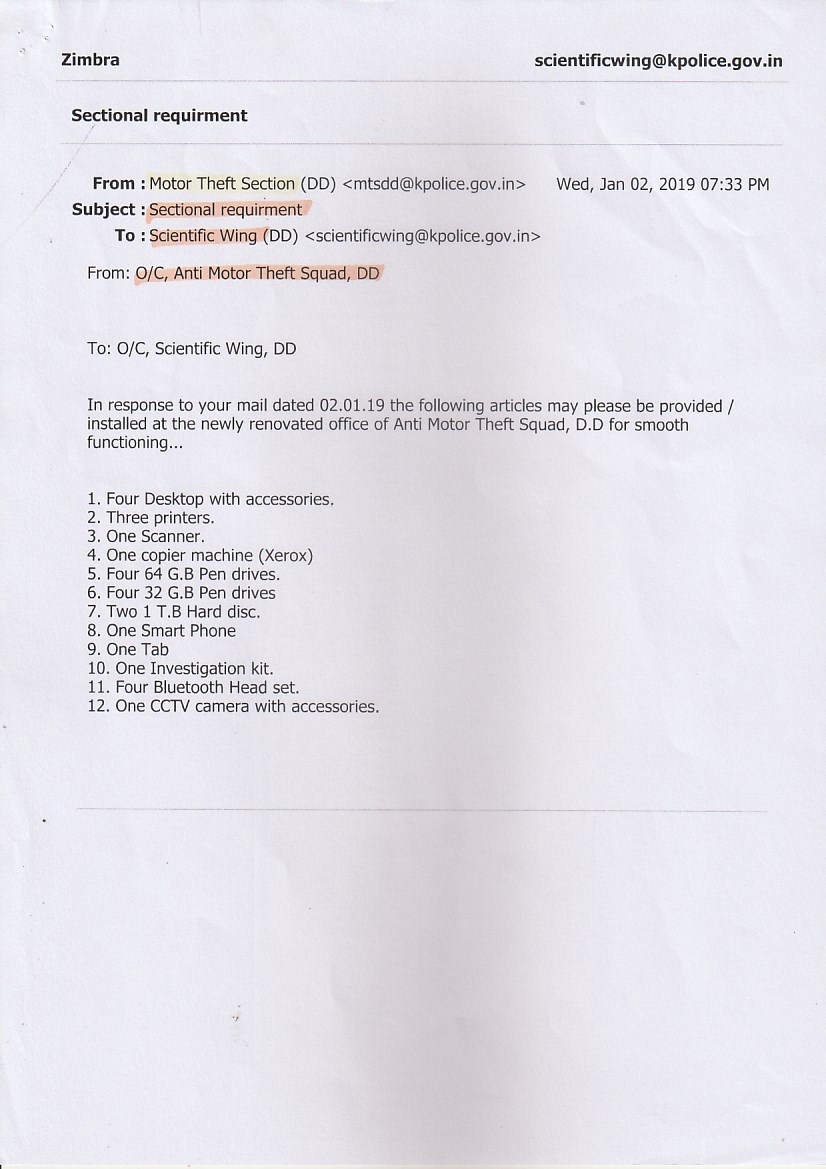 Zimbra scientificwing@kpolice.gov.in
Sectional requirment
From : Motor Theft Section (DD) <mtsdd@kpolice.gov.in> Wed, Jan 02, 2019 07:33 PM
Subject : Sectional requirment
To : Scientific Wing (DD) <scientificwing@kpolice.gov.in>
From: O/C, Anti Motor Theft Squad, DD
To: O/C, Scientific Wing, DD
In response to your mail dated 02.01.19 the following articles may please be provided /
installed at the newly renovated office of Anti Motor Theft Squad, D.D for smooth
functioning...
1. Four Desktop with accessories.
2. Three printers.
3. One Scanner.
4. One copier machine (Xerox)
5. Four 64 G.B Pen drives.
6. Four 32 G.B Pen drives
7. Two 1 T.B Hard disc.
8. One Smart Phone
9. One Tab
10. One Investigation kit.
11. Four Bluetooth Head set.
12. One CCTV camera with accessories.